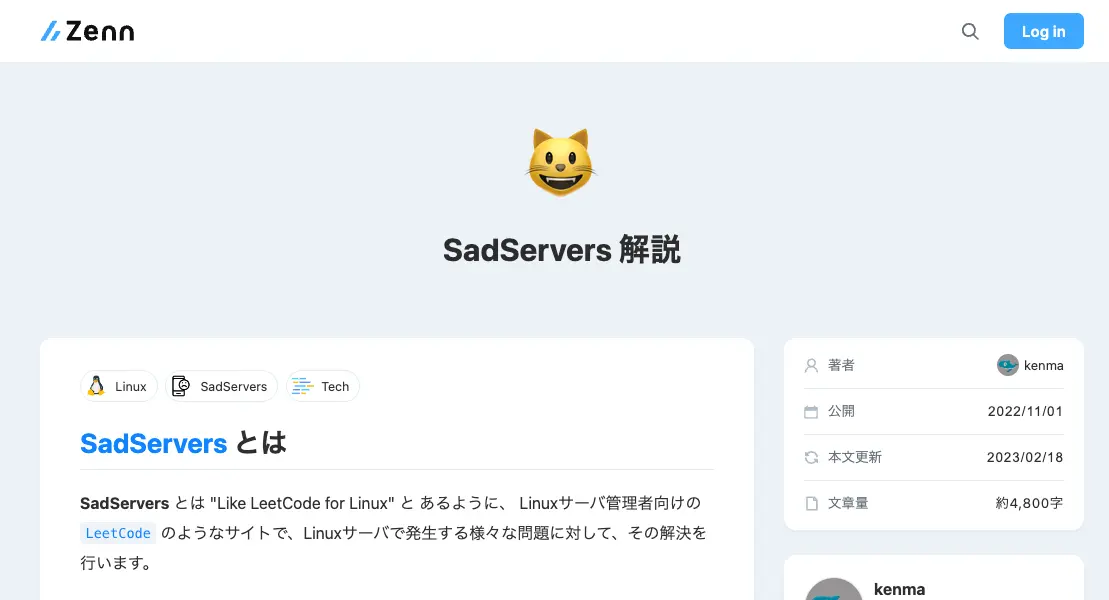 Zenn
Log in
SadServers 解説
Linux
SadServers
Tech
SadServers とは
SadServers とは "Like LeetCode for Linux" と あるように、 Linuxサーバ管理者向けの
LeetCode のようなサイトで、Linuxサーバで発生する様々な問題に対して、その解決を
行います。
著者
kenma
公開
2022/11/01
本文更新
2023/02/18
文章量
約4,800字
kenma